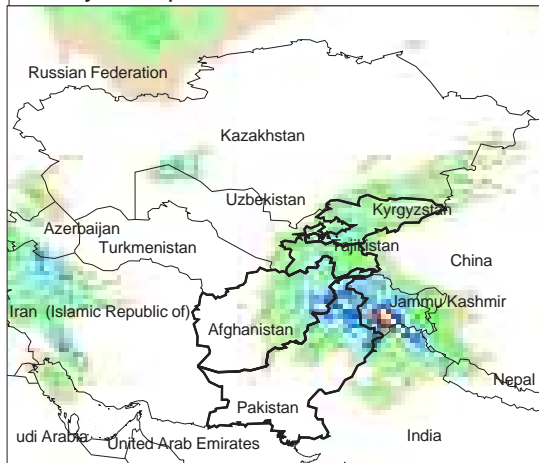 Russian Federation
Kazakhstan
Uzbekistan
Kyrgyzstan
Azerbaijan
Turkmenistan
Tajikistan
China
Iran (Islamic Republic of)
Jammu Kashmir
Afghanistan
Nepal
Pakistan
udi Arabia
United Arab Emirates
India